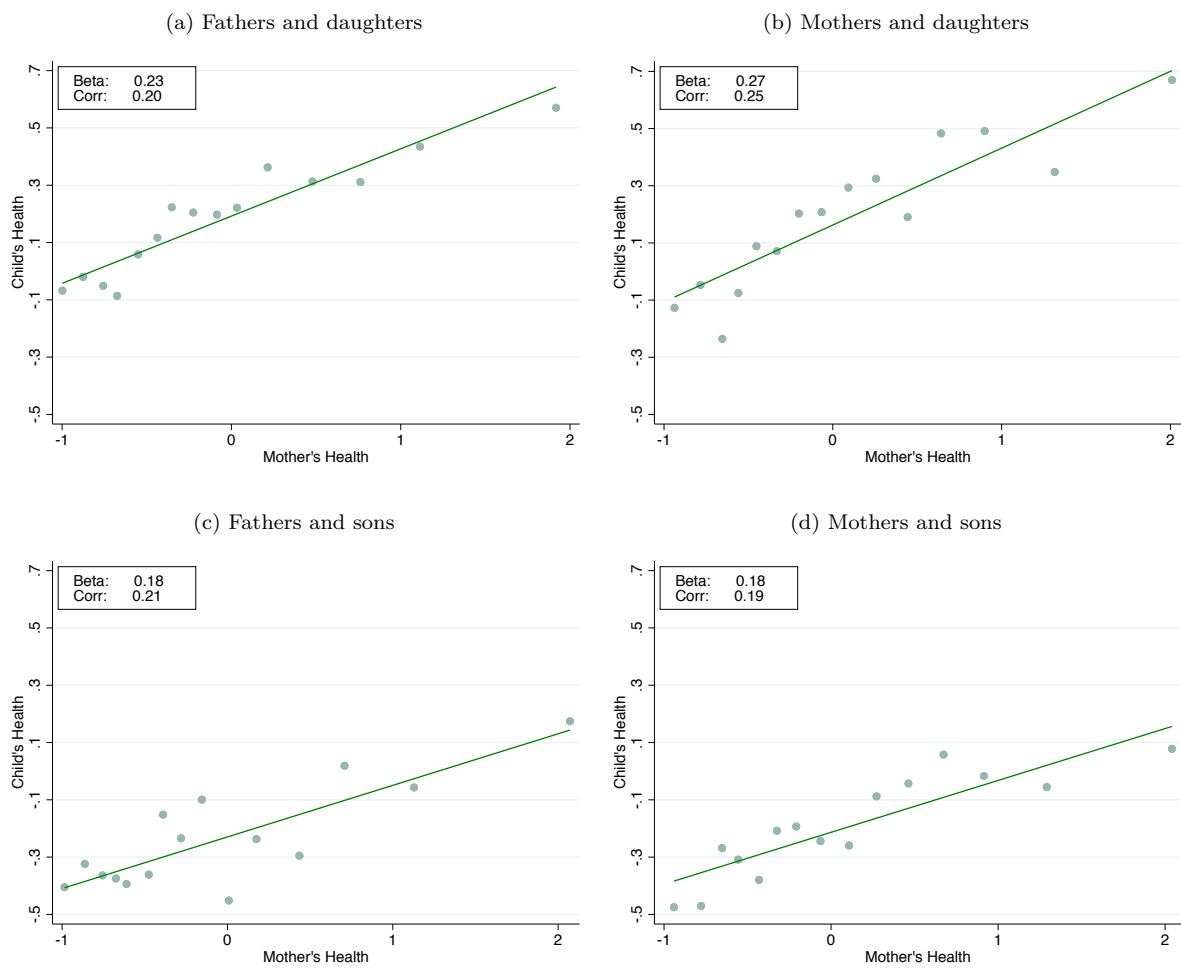 (a) Fathers and daughters
Beta: 0.23
Corr: 0.20
Child's Health
.7
.5
.3
.1
-.1
-.3
-.5
-1 0 1 2
Mother's Health
(b) Mothers and daughters
Beta: 0.27
Corr: 0.25
Child's Health
.7
.5
.3
.1
-.1
-.3
-.5
-1 0 1 2
Mother's Health
(c) Fathers and sons
Beta: 0.18
Corr: 0.21
Child's Health
.7
.5
.3
.1
-.1
-.3
-.5
-1 0 1 2
Mother's Health
(d) Mothers and sons
Beta: 0.18
Corr: 0.19
Child's Health
.7
.5
.3
.1
-.1
-.3
-.5
-1 0 1 2
Mother's Health